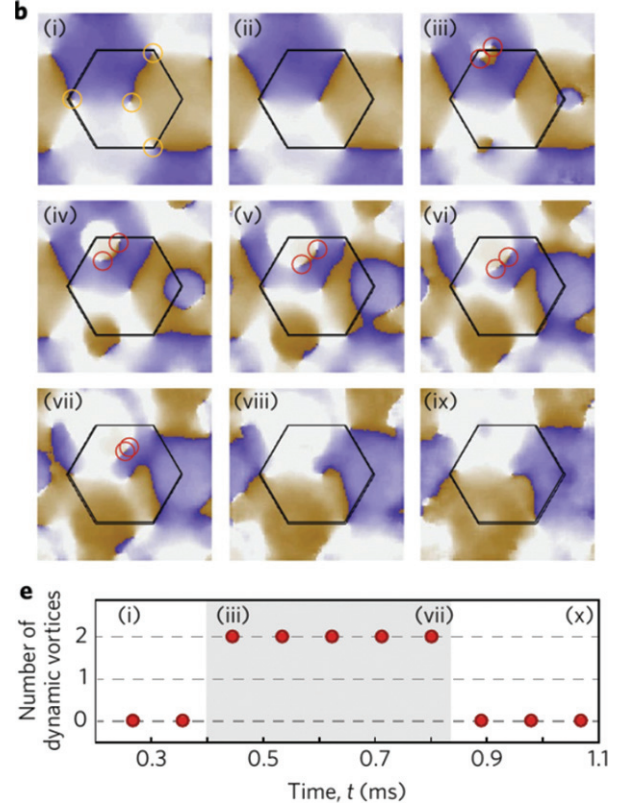 b
(i) (ii) (iii)
(iv) (v) (vi)
(vii) (viii) (ix)
e
(i) (iii) (vii) (x)
Number of
dynamic vortices
2
1
0
0.3 0.5 0.7 0.9 1.1
Time, t (ms)